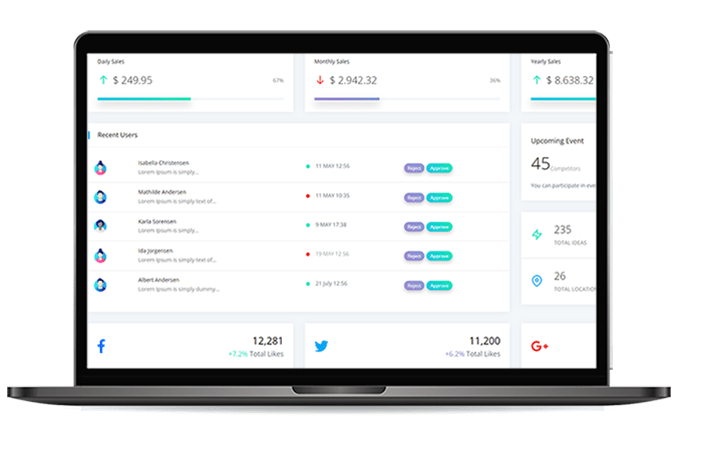 Daily Sales
$ 249.95
67%
Monthly Sales
$ 2.942.32
36%
Yearly Sales
$ 8.638.32
Recent Users
Isabella Christensen
Lorem Ipsum is simply...
11 MAY 12:56
Reject
Approve
Mathilde Andersen
Lorem Ipsum is simply text of...
11 MAY 10:35
Reject
Approve
Karla Sorensen
Lorem Ipsum is simply...
9 MAY 17:38
Reject
Approve
Ida Jorgensen
Lorem Ipsum is simply text of...
19 MAY 12:56
Reject
Approve
Albert Andersen
Lorem Ipsum is simply dummy...
21 July 12:56
Reject
Approve
Upcoming Event
45 Competitors
You can participate in eve
235
TOTAL IDEAS
26
TOTAL LOCATION
12,281
+7.2% Total Likes
11,200
+6.2% Total Likes
G+